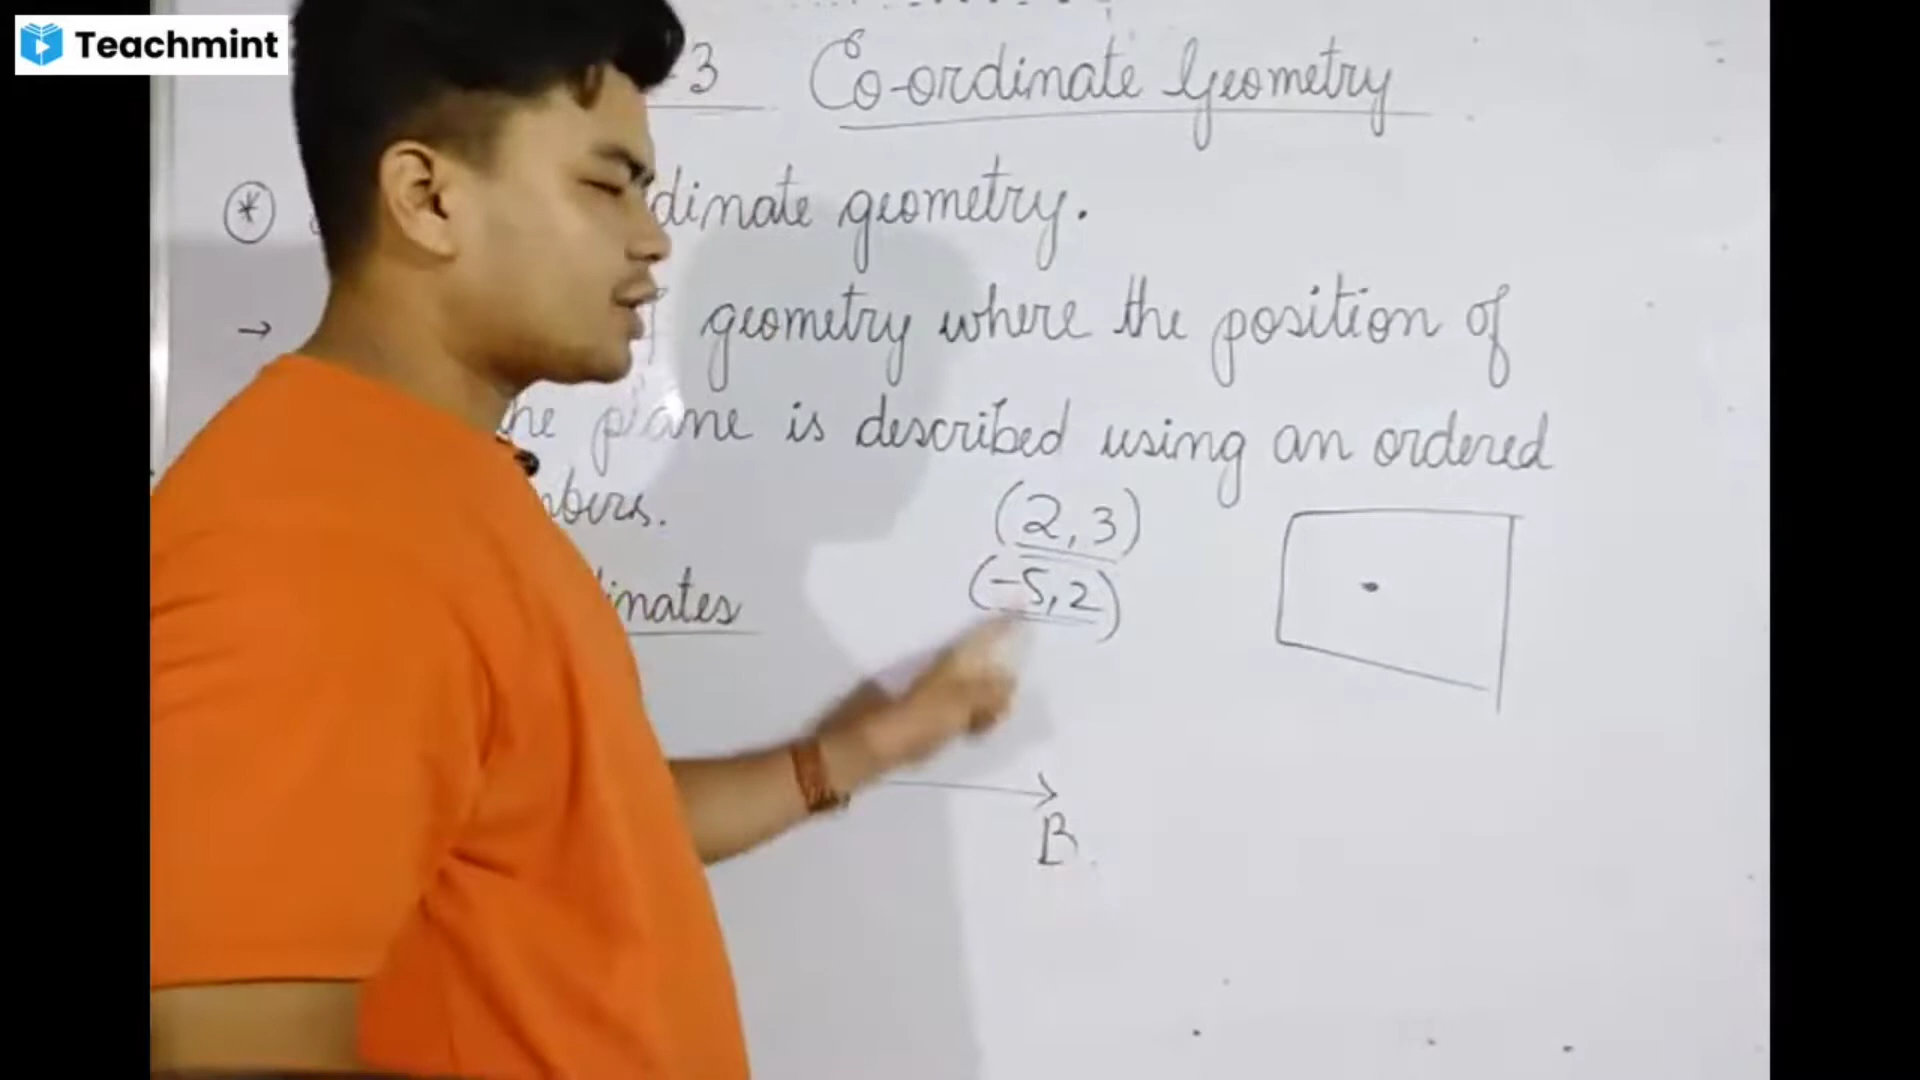 Teachmint
3 Co-ordinate Geometry
dinate geometry.
→ geometry where the position of
he plane is described using an ordered
mbers.
(2,3)
(-5,2)
inates
B